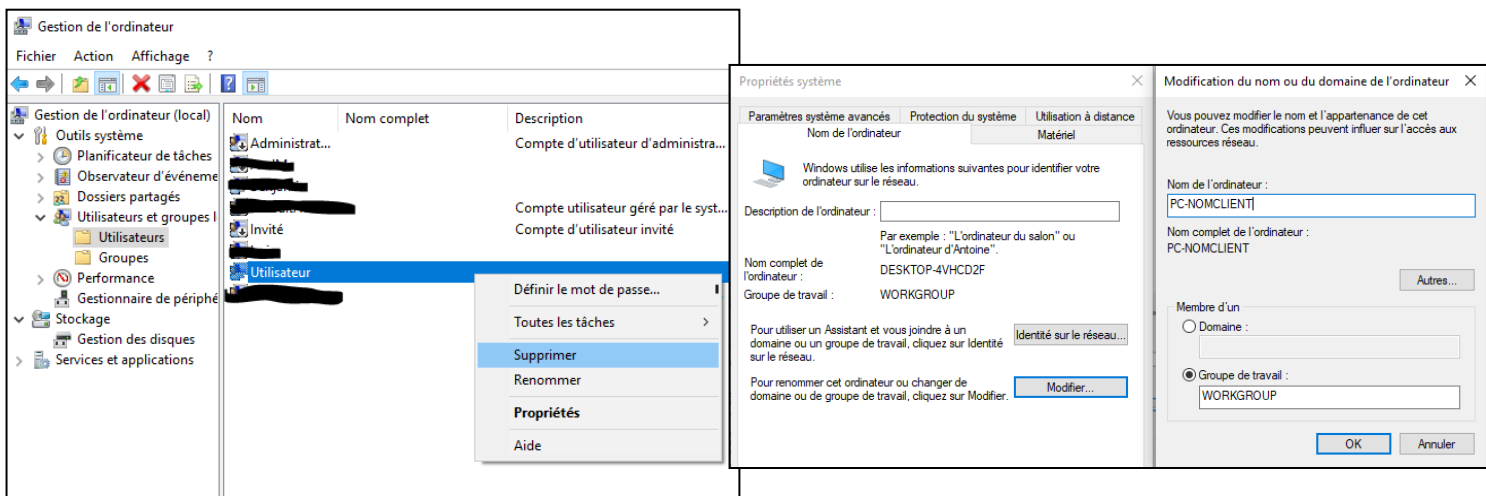 Gestion de l'ordinateur
Fichier Action Affichage ?
Gestion de l'ordinateur (local)
Outils système
Planificateur de tâches
Observateur d'événeme
Dossiers partagés
Utilisateurs et groupes l
Utilisateurs
Groupes
Performance
Gestionnaire de périphé
Stockage
Gestion des disques
Services et applications
Nom Nom complet Description
Administrat... Compte d'utilisateur d'administra...
Compte utilisateur géré par le syst...
Invité Compte d'utilisateur invité
Utilisateur
Définir le mot de passe...
Toutes les tâches
Supprimer
Renommer
Propriétés
Aide
Propriétés système
Paramètres système avancés Protection du système Utilisation à distance
Nom de l'ordinateur Matériel
Windows utilise les informations suivantes pour identifier votre
ordinateur sur le réseau.
Description de l'ordinateur :
Par exemple : "L'ordinateur du salon" ou
"L'ordinateur d'Antoine".
Nom complet de
l'ordinateur :
DESKTOP-4VHCD2F
Groupe de travail : WORKGROUP
Pour utiliser un Assistant et vous joindre à un
domaine ou un groupe de travail, cliquez sur Identité
sur le réseau.
Identité sur le réseau...
Pour renommer cet ordinateur ou changer de
domaine ou de groupe de travail, cliquez sur Modifier.
Modifier...
Modification du nom ou du domaine de l'ordinateur
Vous pouvez modifier le nom et l'appartenance de cet
ordinateur. Ces modifications peuvent influer sur l'accès aux
ressources réseau.
Nom de l'ordinateur :
PC-NOMCLIENT
Nom complet de l'ordinateur :
PC-NOMCLIENT
Autres...
Membre d'un
Domaine :
Groupe de travail :
WORKGROUP
OK Annuler